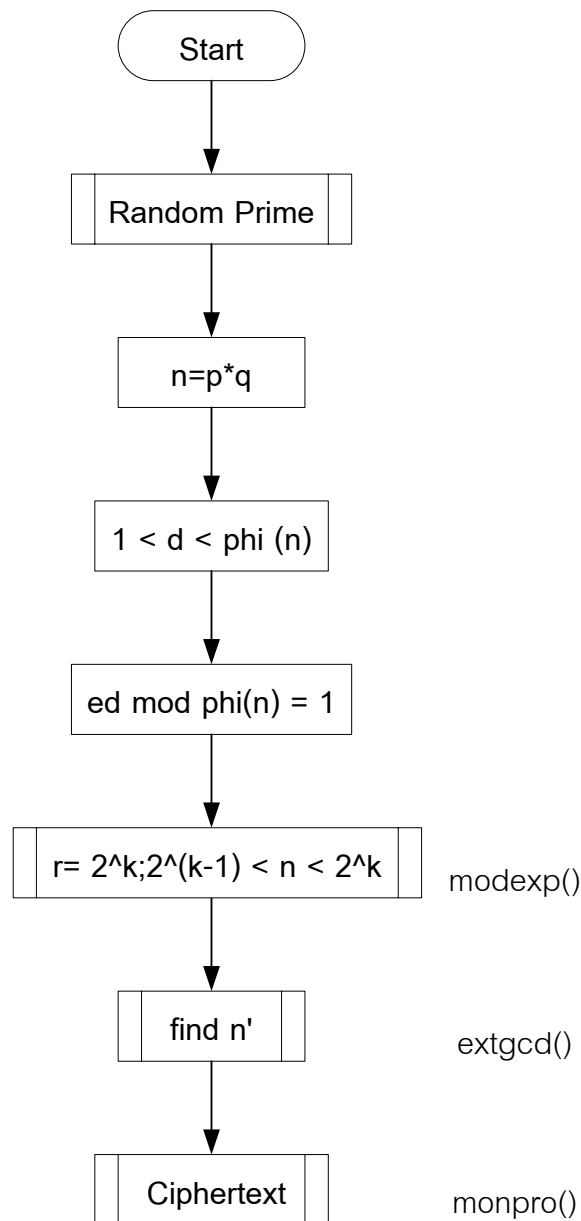 Start
Random Prime
n=p*q
1 < d < phi (n)
ed mod phi(n) = 1
r= 2^k;2^(k-1) < n < 2^k
modexp()
find n'
extgcd()
Ciphertext
monpro()